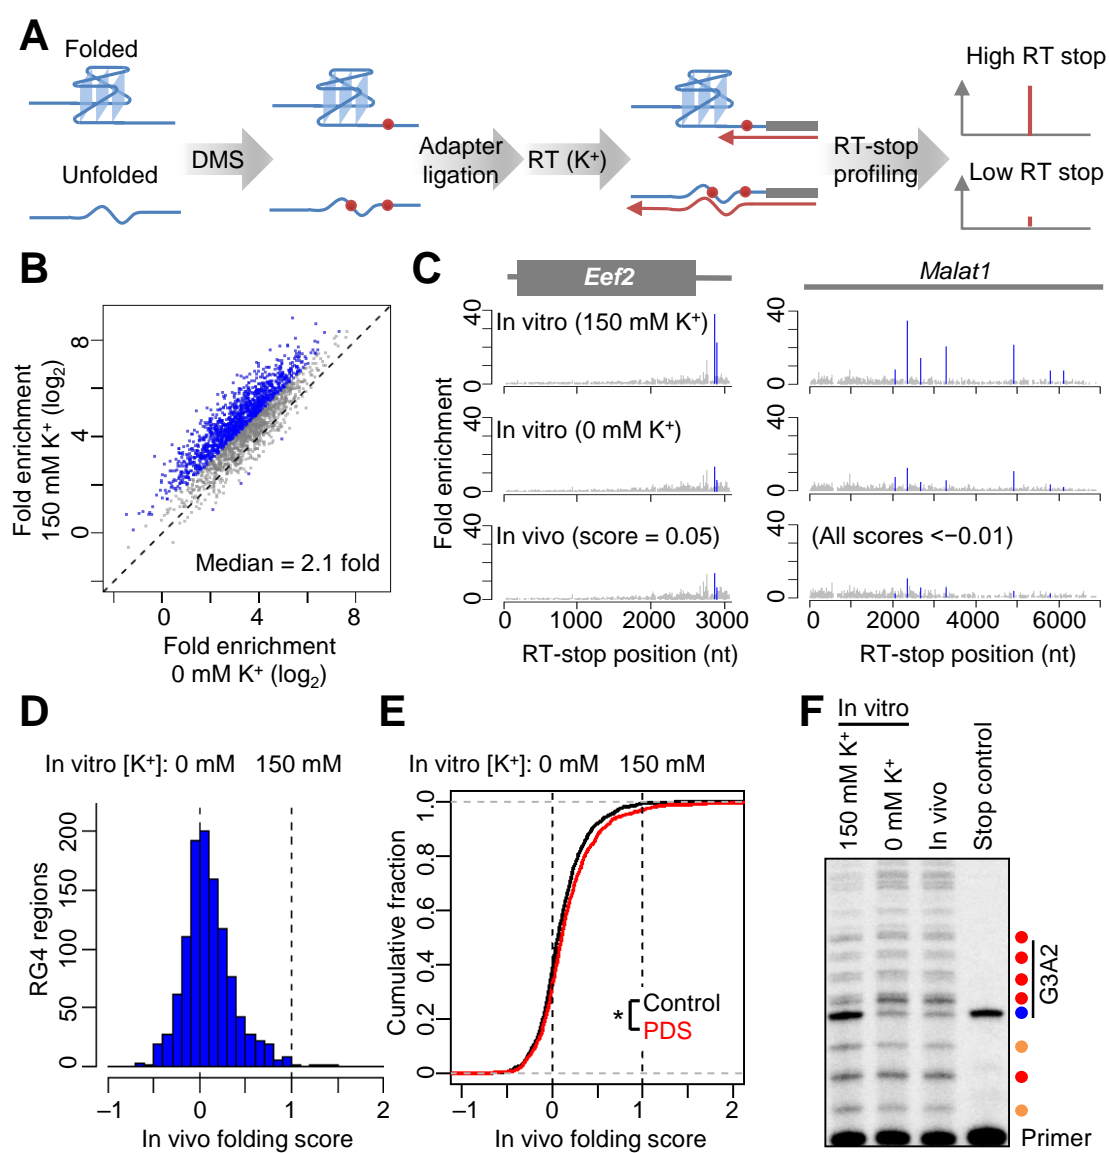 A
Folded
Unfolded
DMS
Adapter
ligation
RT (K⁺)
RT-stop
profiling
High RT stop
Low RT stop
B
Fold enrichment
150 mM K⁺ (log₂)
8
4
0
Median = 2.1 fold
0 4 8
Fold enrichment
0 mM K⁺ (log₂)
C
Eef2
Malat1
Fold enrichment
40
0
In vitro (150 mM K⁺)
40
0
40
0
In vitro (0 mM K⁺)
40
0
40
0
In vivo (score = 0.05)
40
0
(All scores <−0.01)
0 1000 2000 3000
RT-stop position (nt)
0 2000 4000 6000
RT-stop position (nt)
D
In vitro [K⁺]: 0 mM 150 mM
RG4 regions
200
150
100
50
0
−1 0 1 2
In vivo folding score
E
In vitro [K⁺]: 0 mM 150 mM
Cumulative fraction
1.0
0.8
0.6
0.4
0.2
0
* Control
PDS
−1 0 1 2
In vivo folding score
F
In vitro
150 mM K⁺
0 mM K⁺
In vivo
Stop control
G3A2
Primer